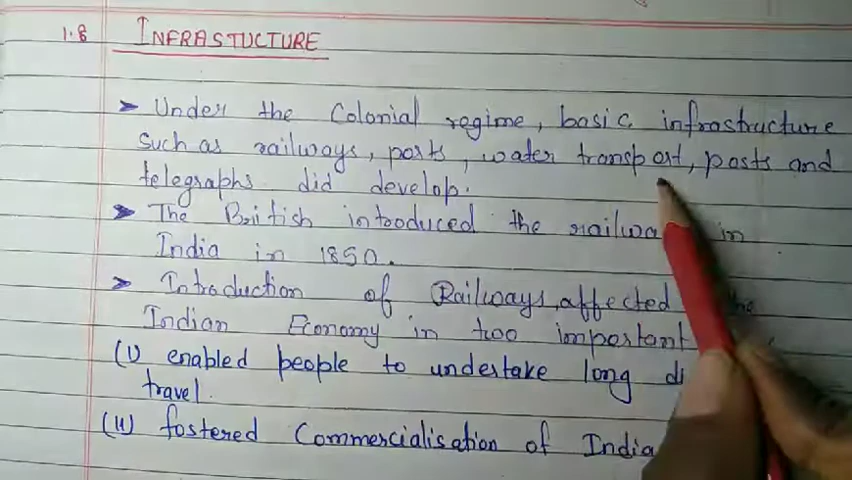 1.8 INFRASTUCTURE
➤ Under the Colonial regime, basic infrastructure
such as railways, ports, water transport, posts and
telegraphs did develop.
➤ The British introduced the railway in
India in 1850.
➤ Introduction of Railways affected
Indian Economy in two important
(i) enabled people to undertake long
travel.
(ii) fostered Commercialisation of India